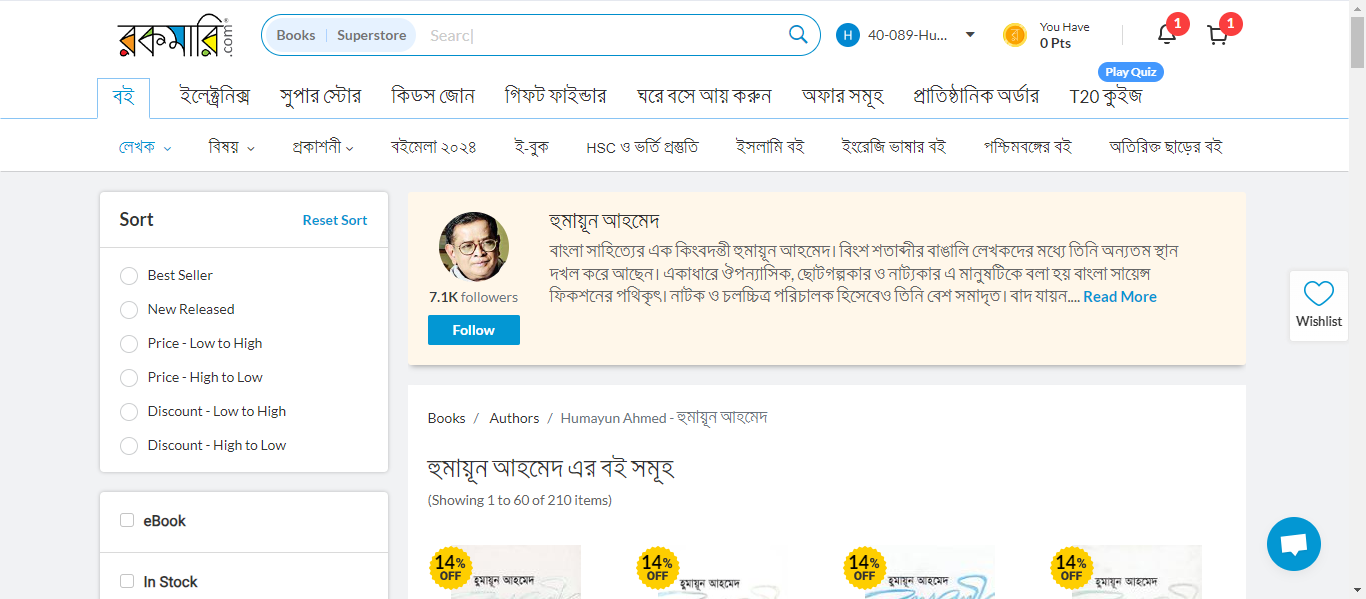 রকমারি.com
Books | Superstore Searc
H 40-089-Hu...
You Have
0 Pts
1
1
Play Quiz
বই ইলেক্ট্রনিক্স সুপার স্টোর কিডস জোন গিফট ফাইন্ডার ঘরে বসে আয় করুন অফার সমূহ প্রাতিষ্ঠানিক অর্ডার T20 কুইজ
লেখক বিষয় প্রকাশনী বইমেলা ২০২৪ ই-বুক HSC ও ভর্তি প্রস্তুতি ইসলামি বই ইংরেজি ভাষার বই পশ্চিমবঙ্গের বই অতিরিক্ত ছাড়ের বই
Sort Reset Sort
Best Seller
New Released
Price - Low to High
Price - High to Low
Discount - Low to High
Discount - High to Low
eBook
In Stock
7.1K followers
Follow
হুমায়ূন আহমেদ
বাংলা সাহিত্যের এক কিংবদন্তী হুমায়ূন আহমেদ। বিংশ শতাব্দীর বাঙালি লেখকদের মধ্যে তিনি অন্যতম স্থান
দখল করে আছেন। একাধারে ঔপন্যাসিক, ছোটগল্পকার ও নাট্যকার এ মানুষটিকে বলা হয় বাংলা সায়েন্স
ফিকশনের পথিকৃৎ। নাটক ও চলচ্চিত্র পরিচালক হিসেবেও তিনি বেশ সমাদৃত। বাদ যায়ন.... Read More
Wishlist
Books / Authors / Humayun Ahmed - হুমায়ূন আহমেদ
হুমায়ূন আহমেদ এর বই সমূহ
(Showing 1 to 60 of 210 items)
14%
OFF
হুমায়ূন আহমেদ
14%
OFF
হুমায়ূন আহমেদ
14%
OFF
হুমায়ূন আহমেদ
14%
OFF
হুমায়ূন আহমেদ